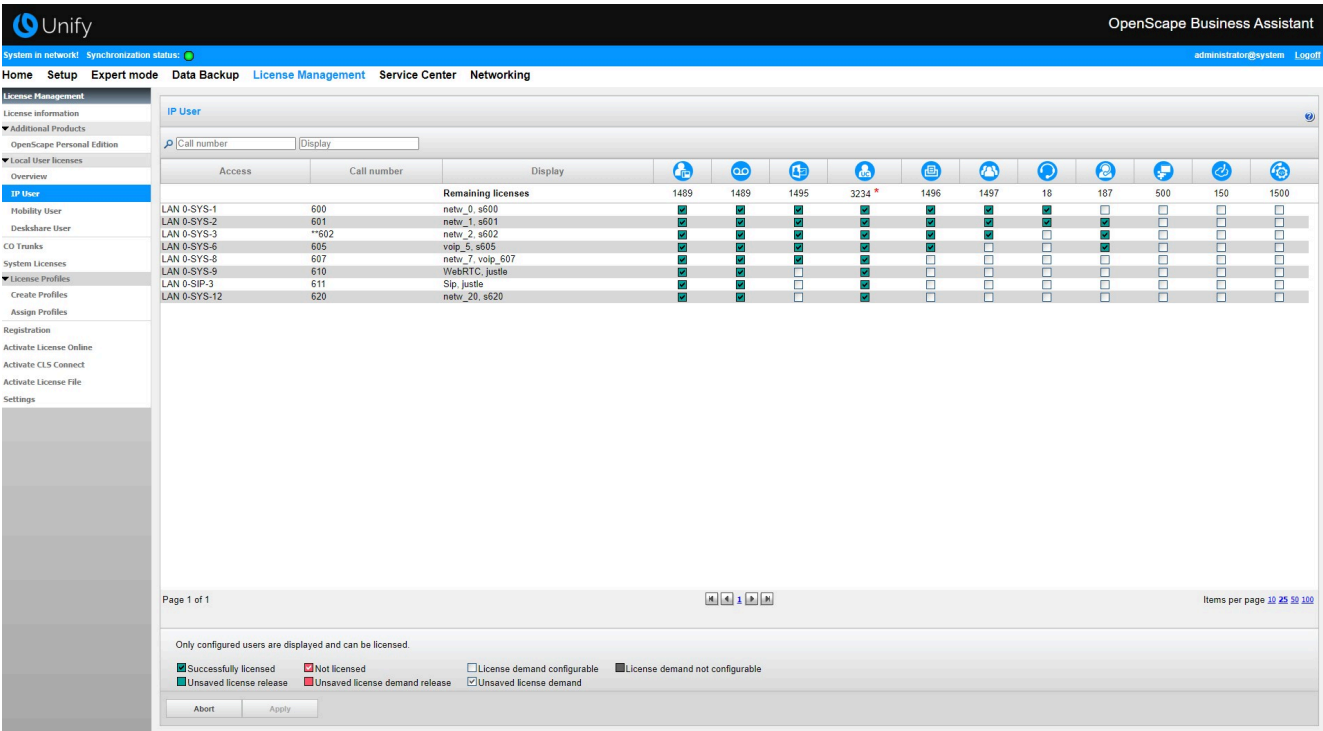 Unify
OpenScape Business Assistant
System in network! Synchronization status:
administrator@system Logoff
Home Setup Expert mode Data Backup License Management Service Center Networking
License Management
License information
Additional Products
OpenScape Personal Edition
Local User licenses
Overview
IP User
Mobility User
Deskshare User
CO Trunks
System Licenses
License Profiles
Create Profiles
Assign Profiles
Registration
Activate License Online
Activate CLS Connect
Activate License File
Settings
IP User
Call number Display
Access Call number Display
Remaining licenses 1489 1489 1495 3234 * 1496 1497 18 187 500 150 1500
LAN 0-SYS-1 600 netw_0, s600
LAN 0-SYS-2 601 netw_1, s601
LAN 0-SYS-3 **602 netw_2, s602
LAN 0-SYS-6 605 voip_5, s605
LAN 0-SYS-8 607 netw_7, voip_607
LAN 0-SYS-9 610 WebRTC, justle
LAN 0-SIP-3 611 Sip, justle
LAN 0-SYS-12 620 netw_20, s620
Page 1 of 1
1
Items per page 10 25 50 100
Only configured users are displayed and can be licensed.
Successfully licensed Not licensed License demand configurable License demand not configurable
Unsaved license release Unsaved license demand release Unsaved license demand
Abort Apply